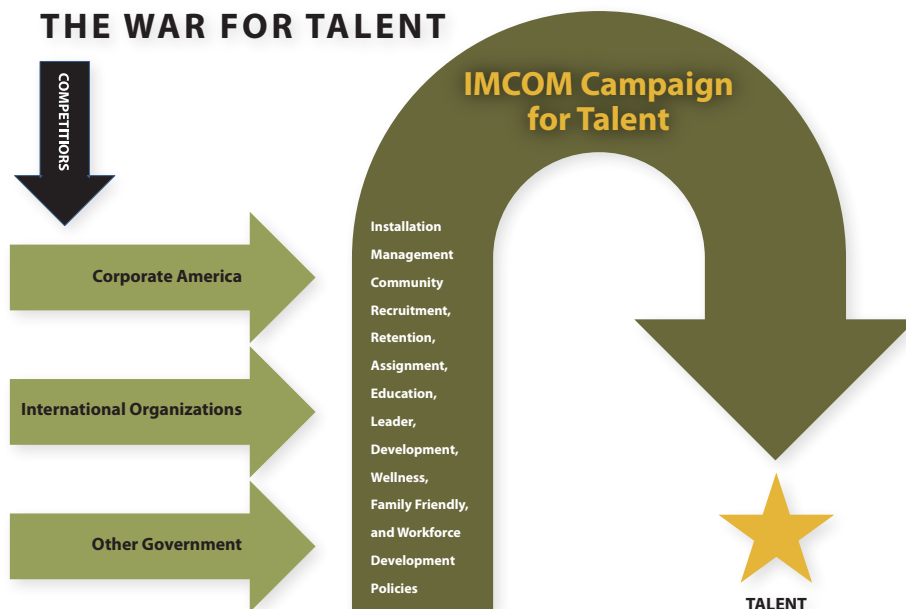 THE WAR FOR TALENT
COMPETITIORS
Corporate America
International Organizations
Other Government
IMCOM Campaign
for Talent
Installation
Management
Community
Recruitment,
Retention,
Assignment,
Education,
Leader,
Development,
Wellness,
Family Friendly,
and Workforce
Development
Policies
TALENT